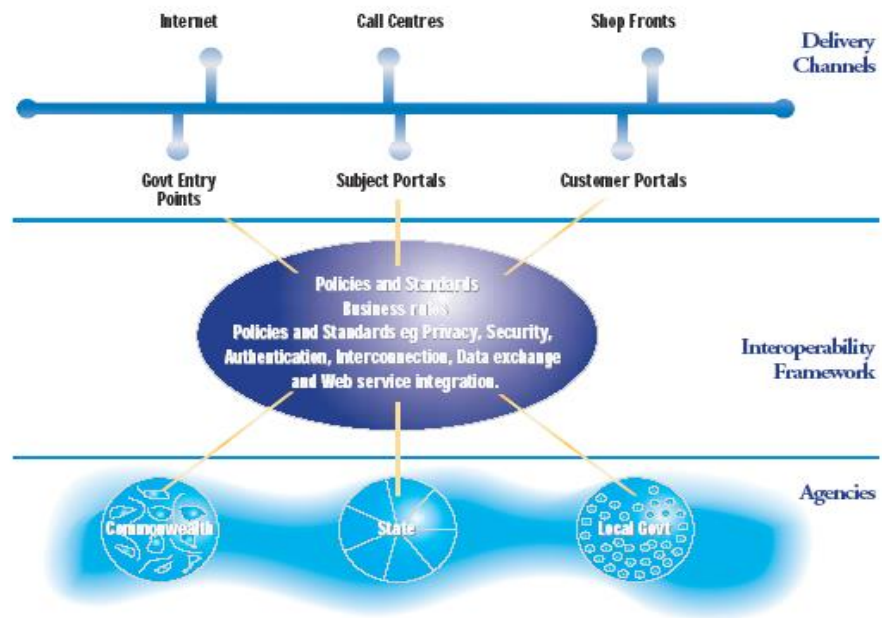 Internet
Call Centres
Shop Fronts
Delivery
Channels
Govt Entry
Points
Subject Portals
Customer Portals
Policies and Standards
Business rules
Policies and Standards eg Privacy, Security,
Authentication, Interconnection, Data exchange
and Web service integration.
Interoperability
Framework
Agencies
Commonwealth
State
Local Govt